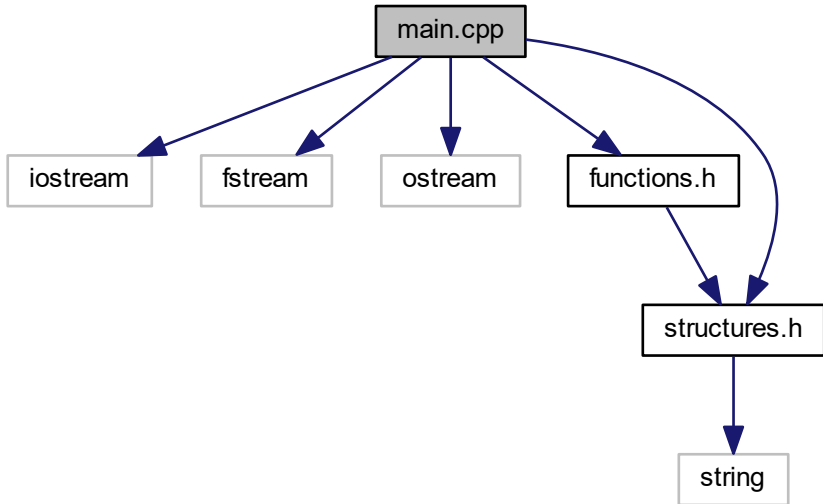 main.cpp
iostream
fstream
ostream
functions.h
structures.h
string